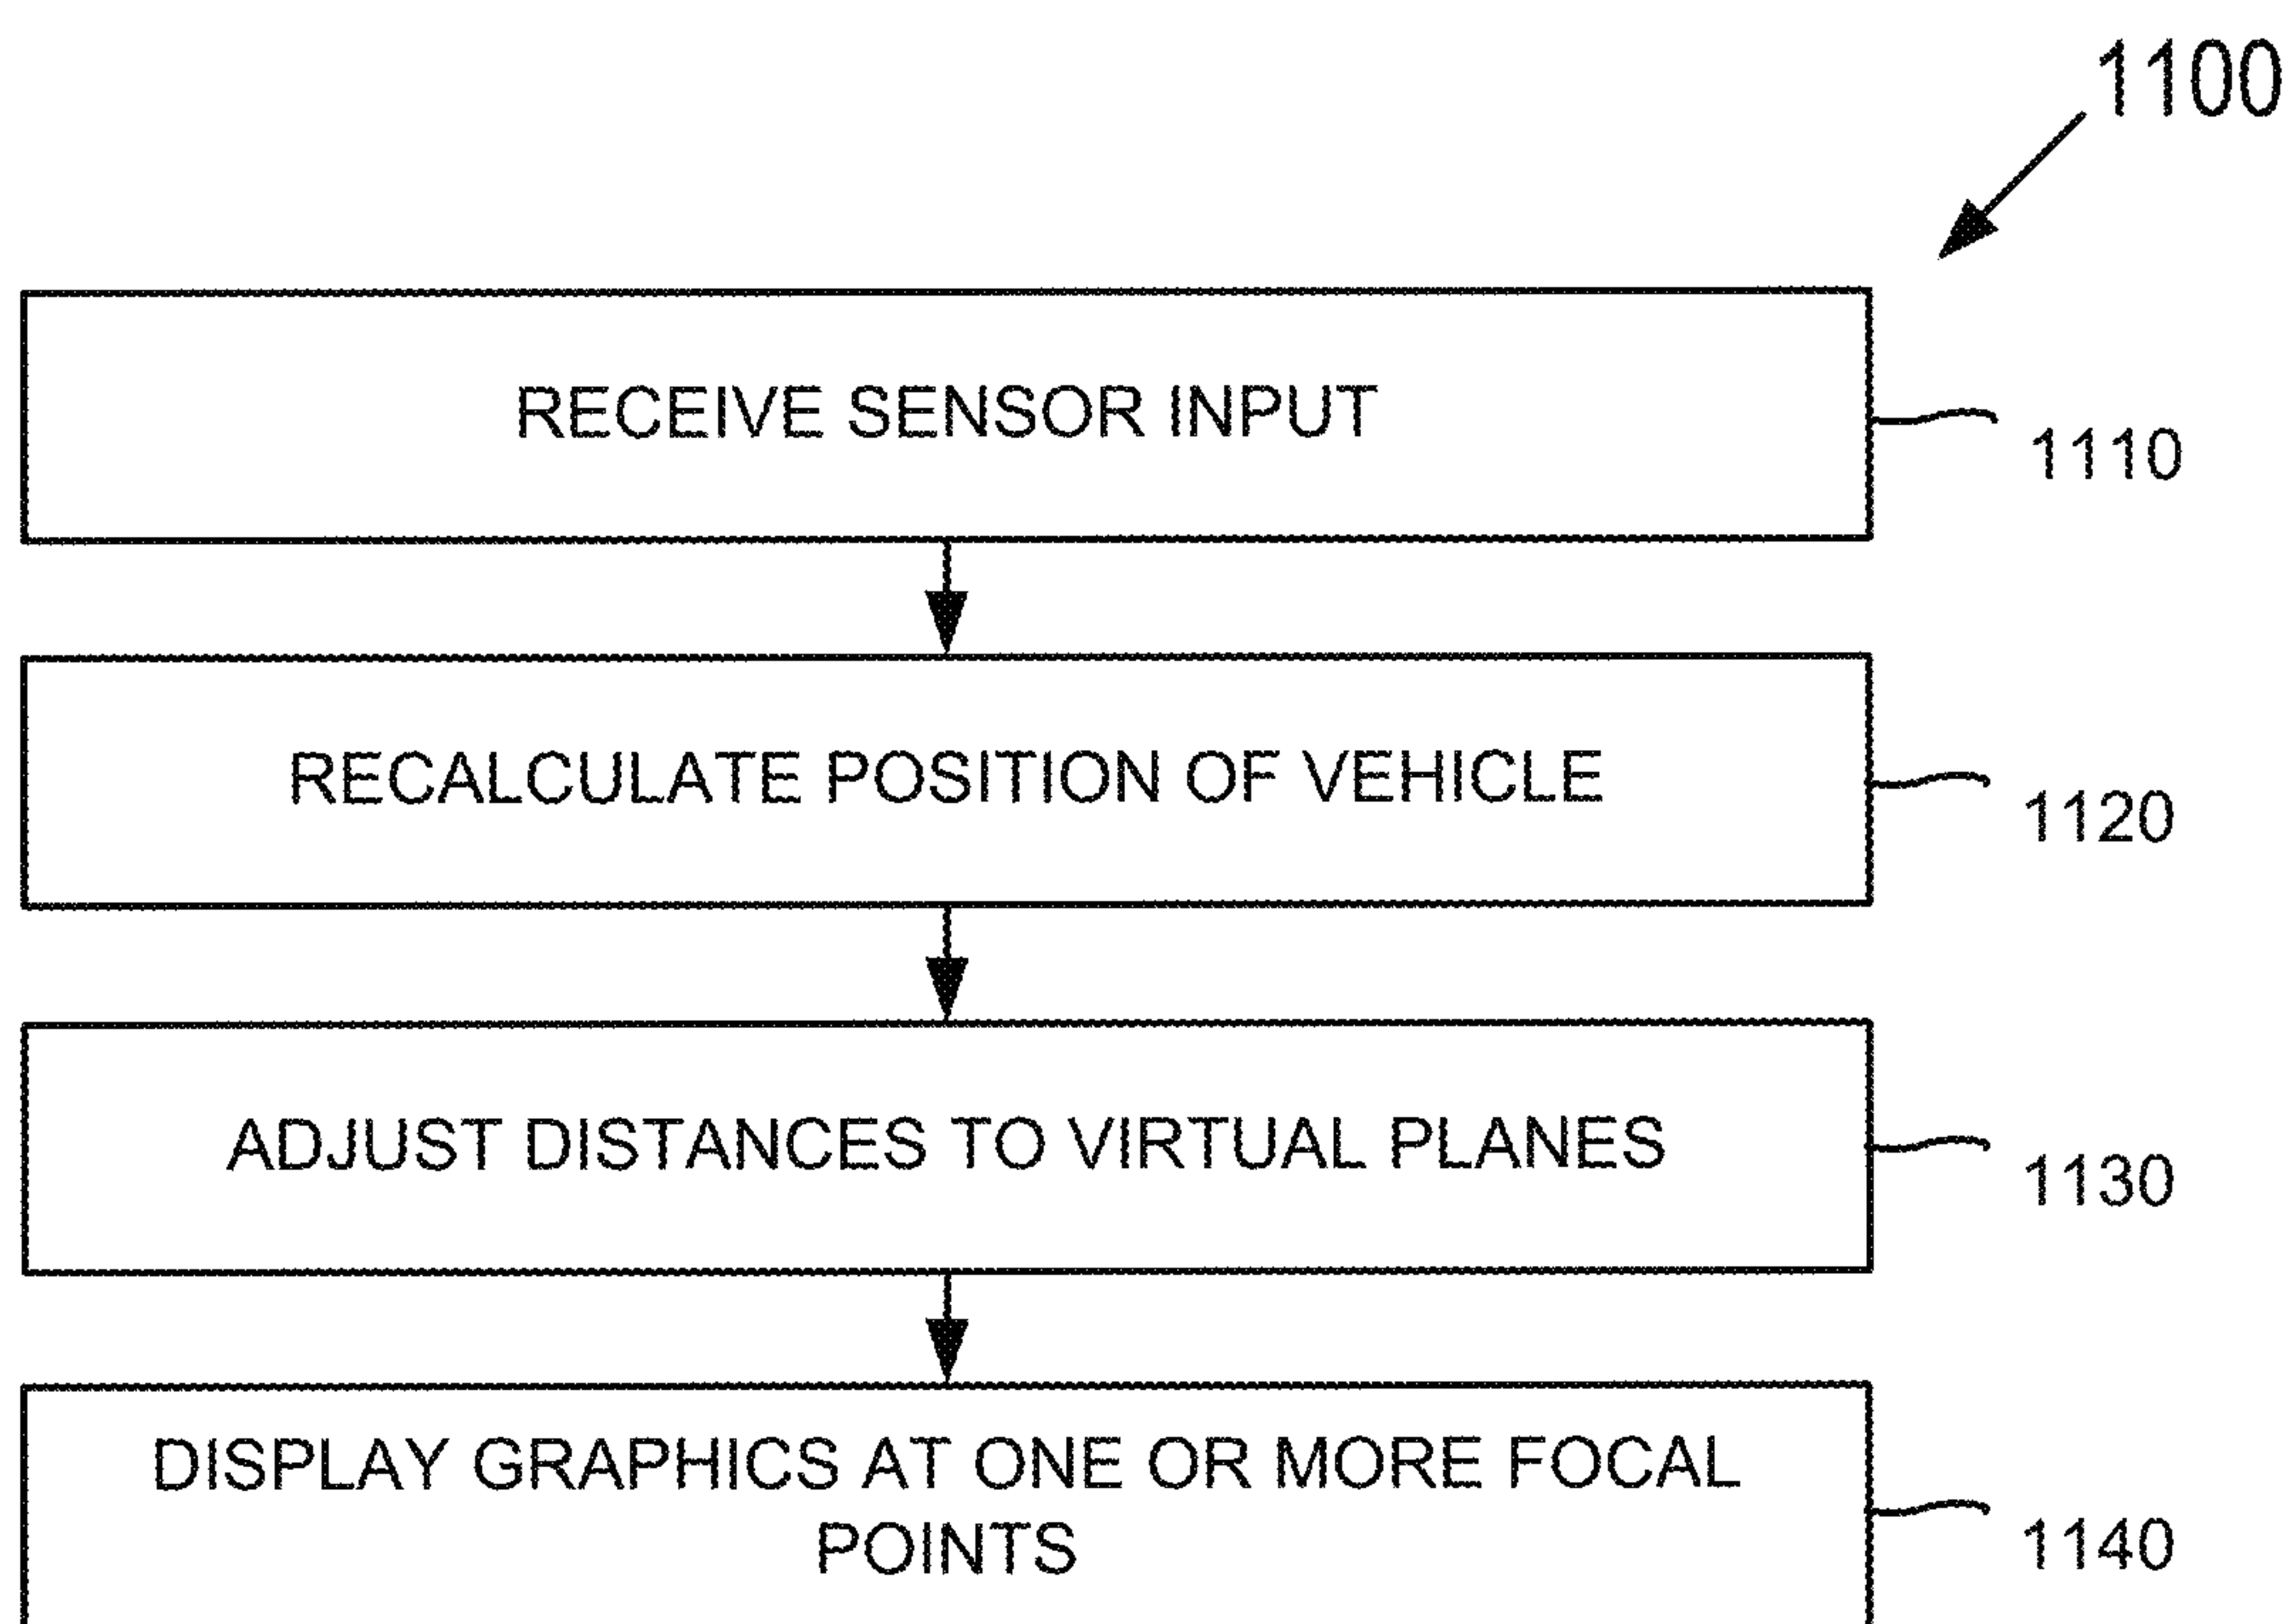 1100
RECEIVE SENSOR INPUT
1110
RECALCULATE POSITION OF VEHICLE
1120
ADJUST DISTANCES TO VIRTUAL PLANES
1130
DISPLAY GRAPHICS AT ONE OR MORE FOCAL
POINTS
1140